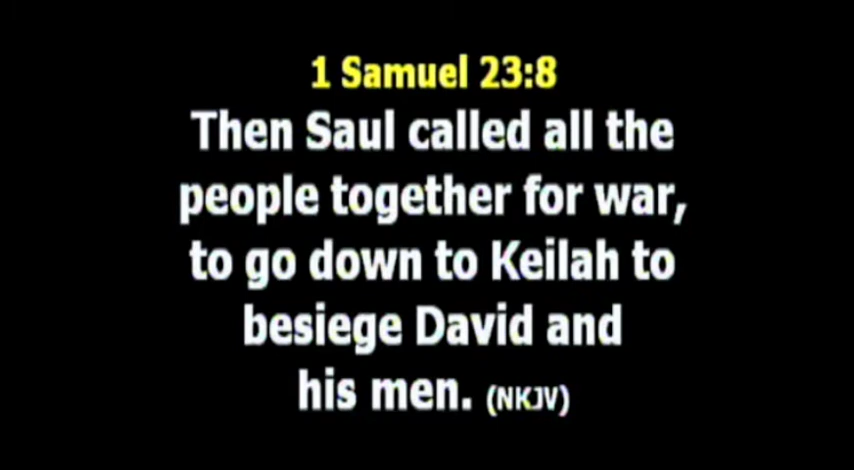 1 Samuel 23:8
Then Saul called all the
people together for war,
to go down to Keilah to
besiege David and
his men. (NKJV)